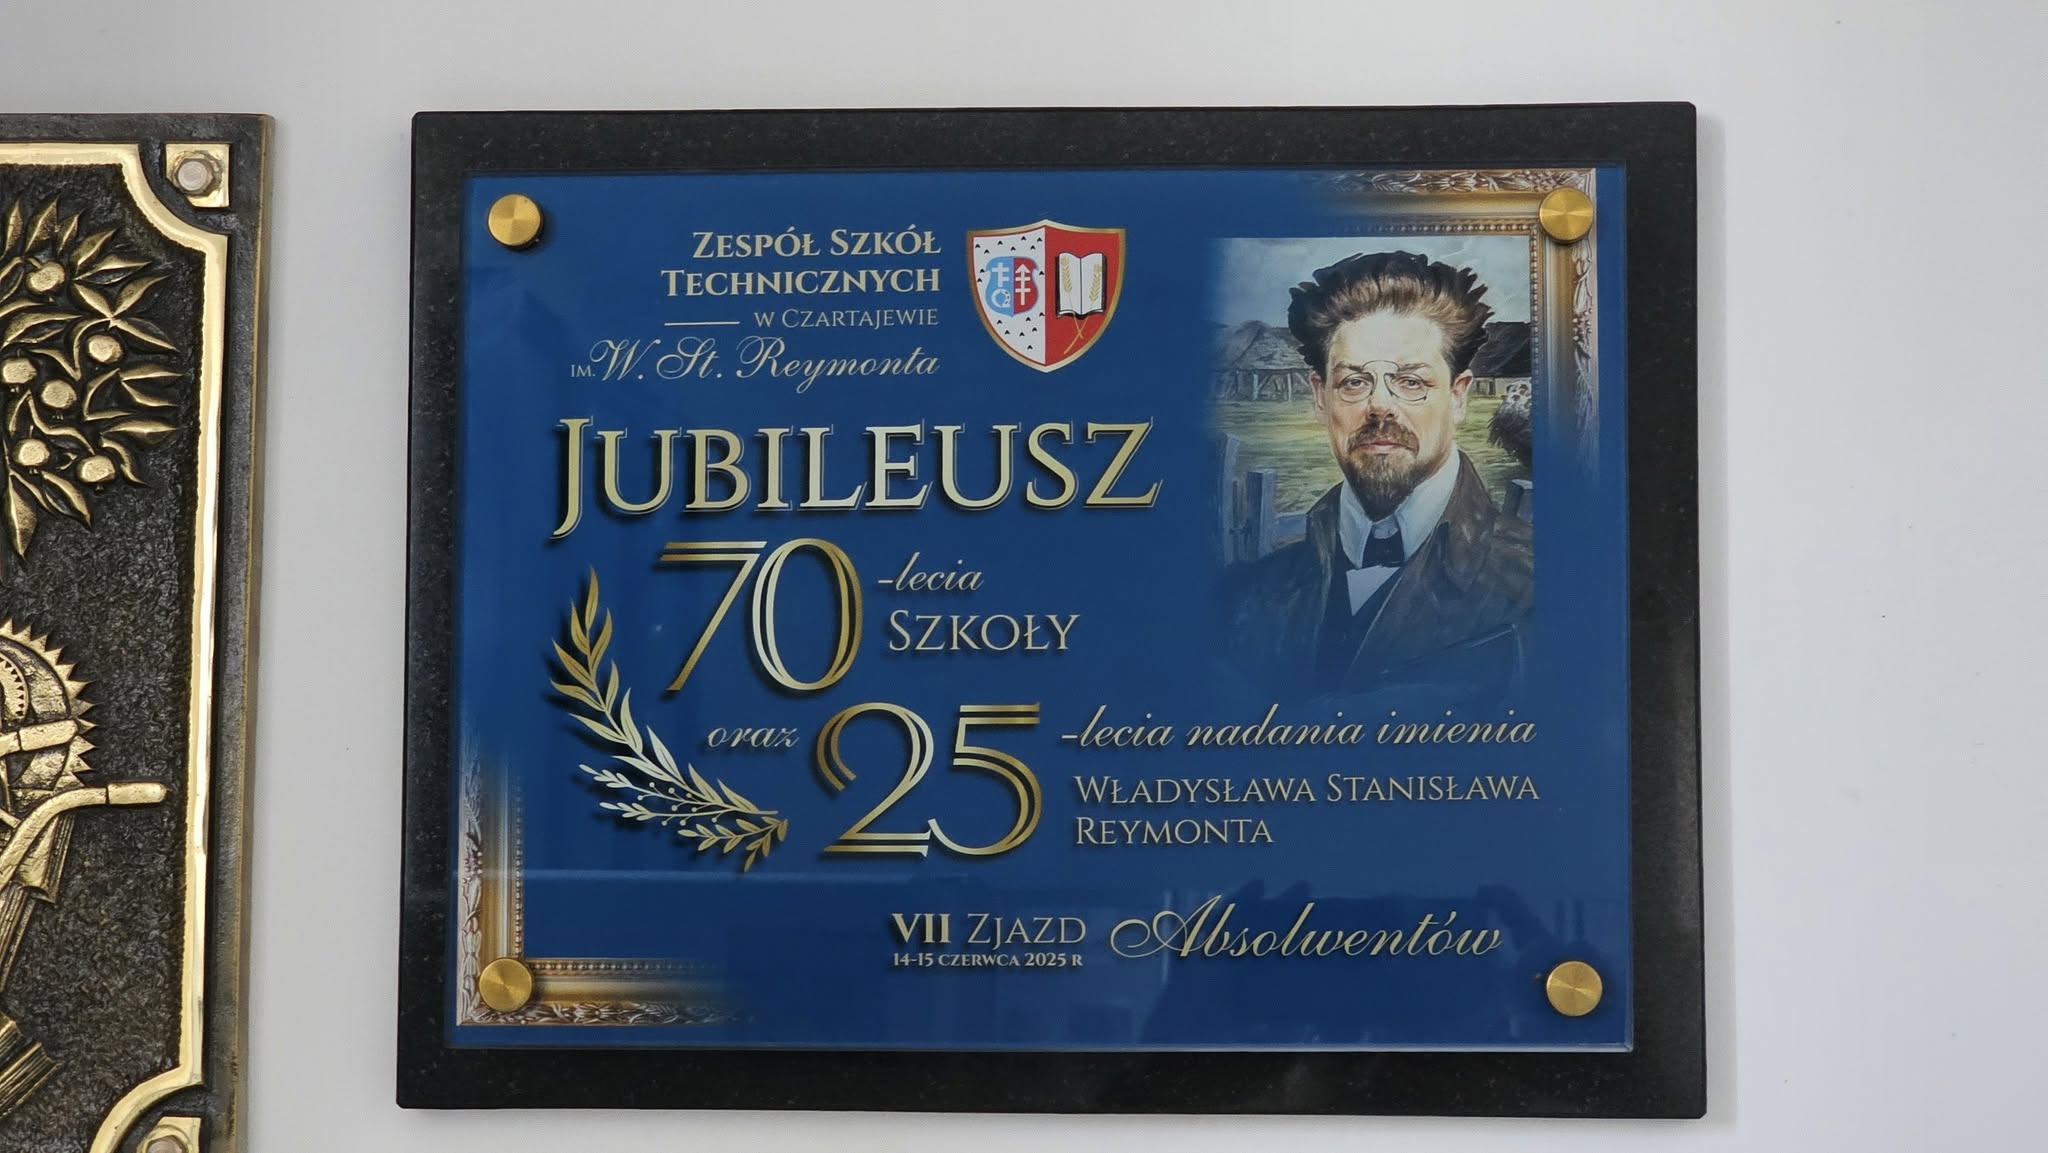 Zespół Szkół
Technicznych
w Czartajewie
im. W. St. Reymonta
Jubileusz
70-lecia
Szkoły
oraz 25-lecia nadania imienia
Władysława Stanisława
Reymonta
VII Zjazd Absolwentów
14-15 czerwca 2025 r